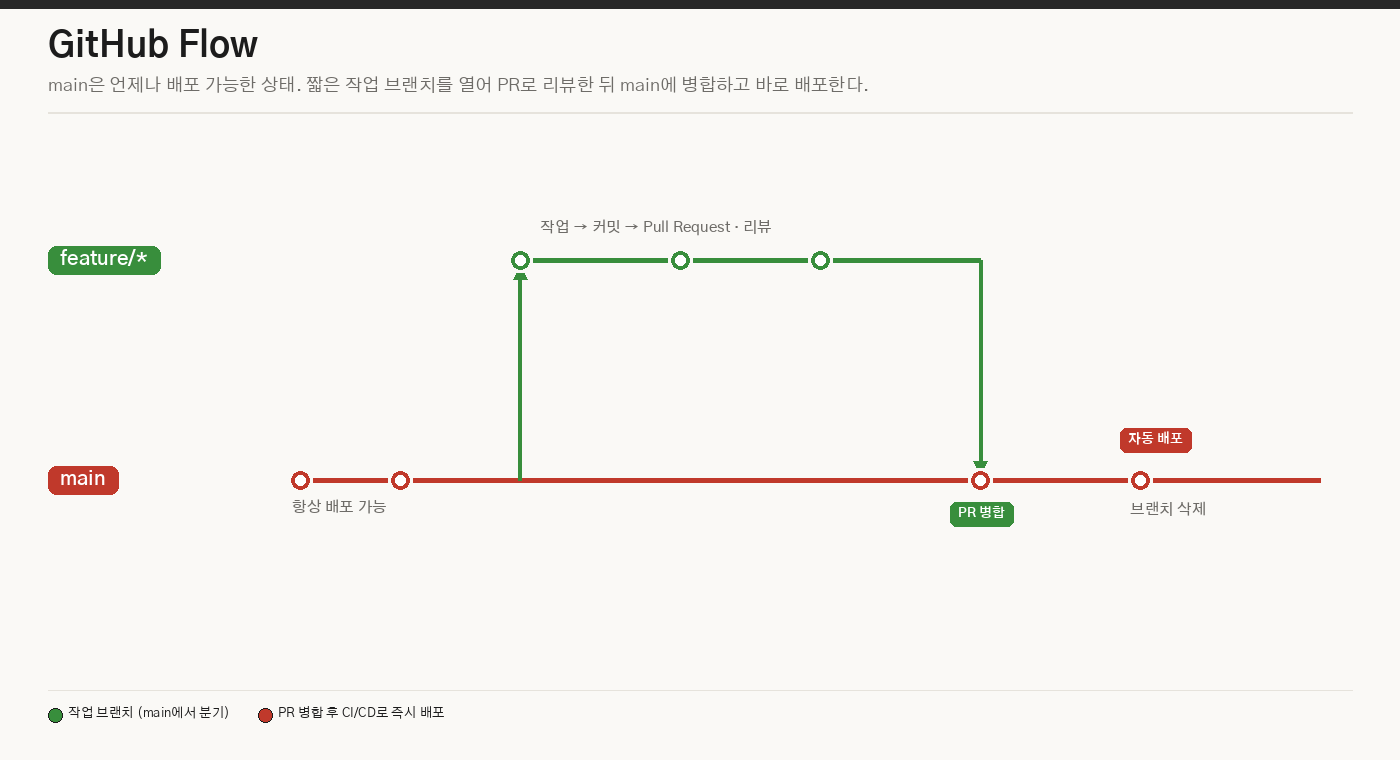 GitHub Flow
main은 언제나 배포 가능한 상태. 짧은 작업 브랜치를 열어 PR로 리뷰한 뒤 main에 병합하고 바로 배포한다.
작업 → 커밋 → Pull Request · 리뷰
feature/*
자동 배포
main
항상 배포 가능
PR 병합
브랜치 삭제
작업 브랜치 (main에서 분기)
PR 병합 후 CI/CD로 즉시 배포